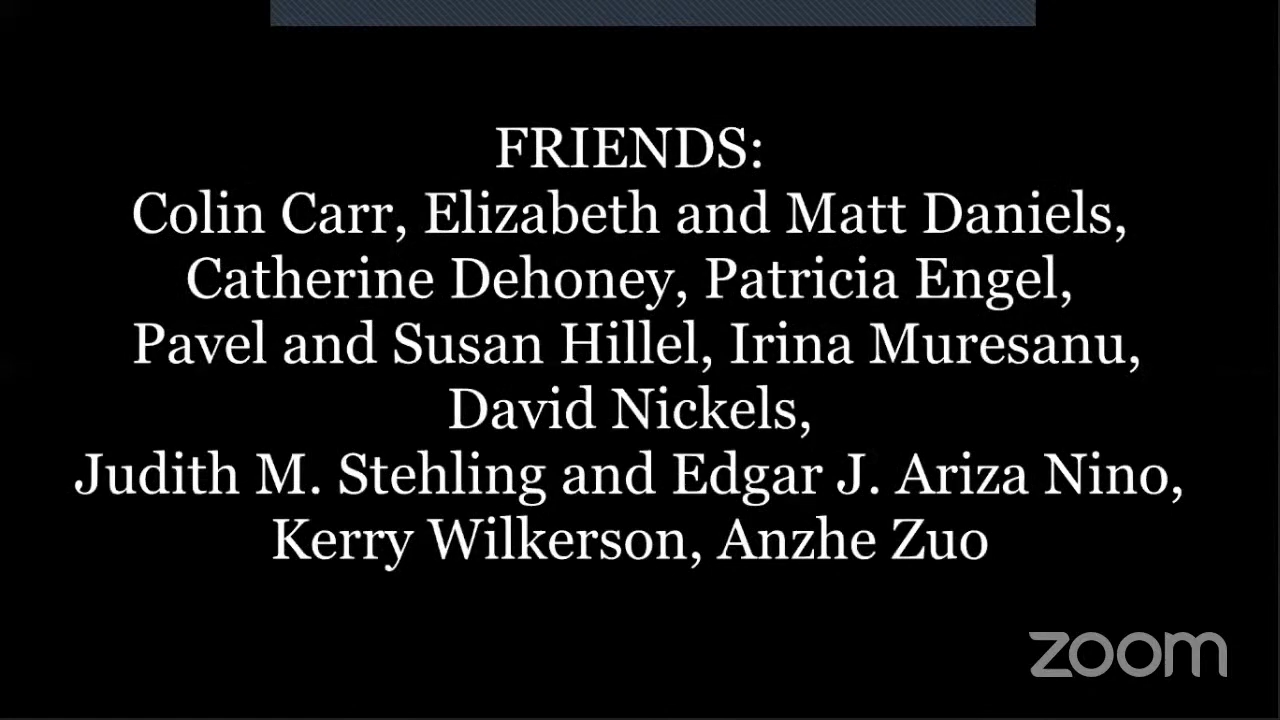 FRIENDS:
Colin Carr, Elizabeth and Matt Daniels,
Catherine Dehoney, Patricia Engel,
Pavel and Susan Hillel, Irina Muresanu,
David Nickels,
Judith M. Stehling and Edgar J. Ariza Nino,
Kerry Wilkerson, Anzhe Zuo
zoom